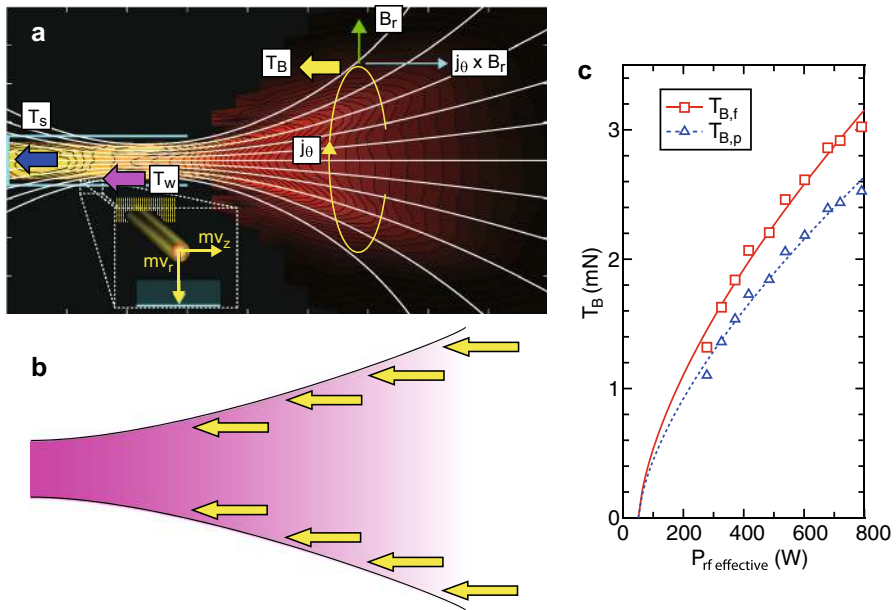 a
B_r
T_B
j_θ x B_r
T_s
j_θ
T_w
mv_z
mv_r
b
c
T_B,f
T_B,p
T_B (mN)
3
2
1
0
0
200
400
600
800
P_rf effective (W)